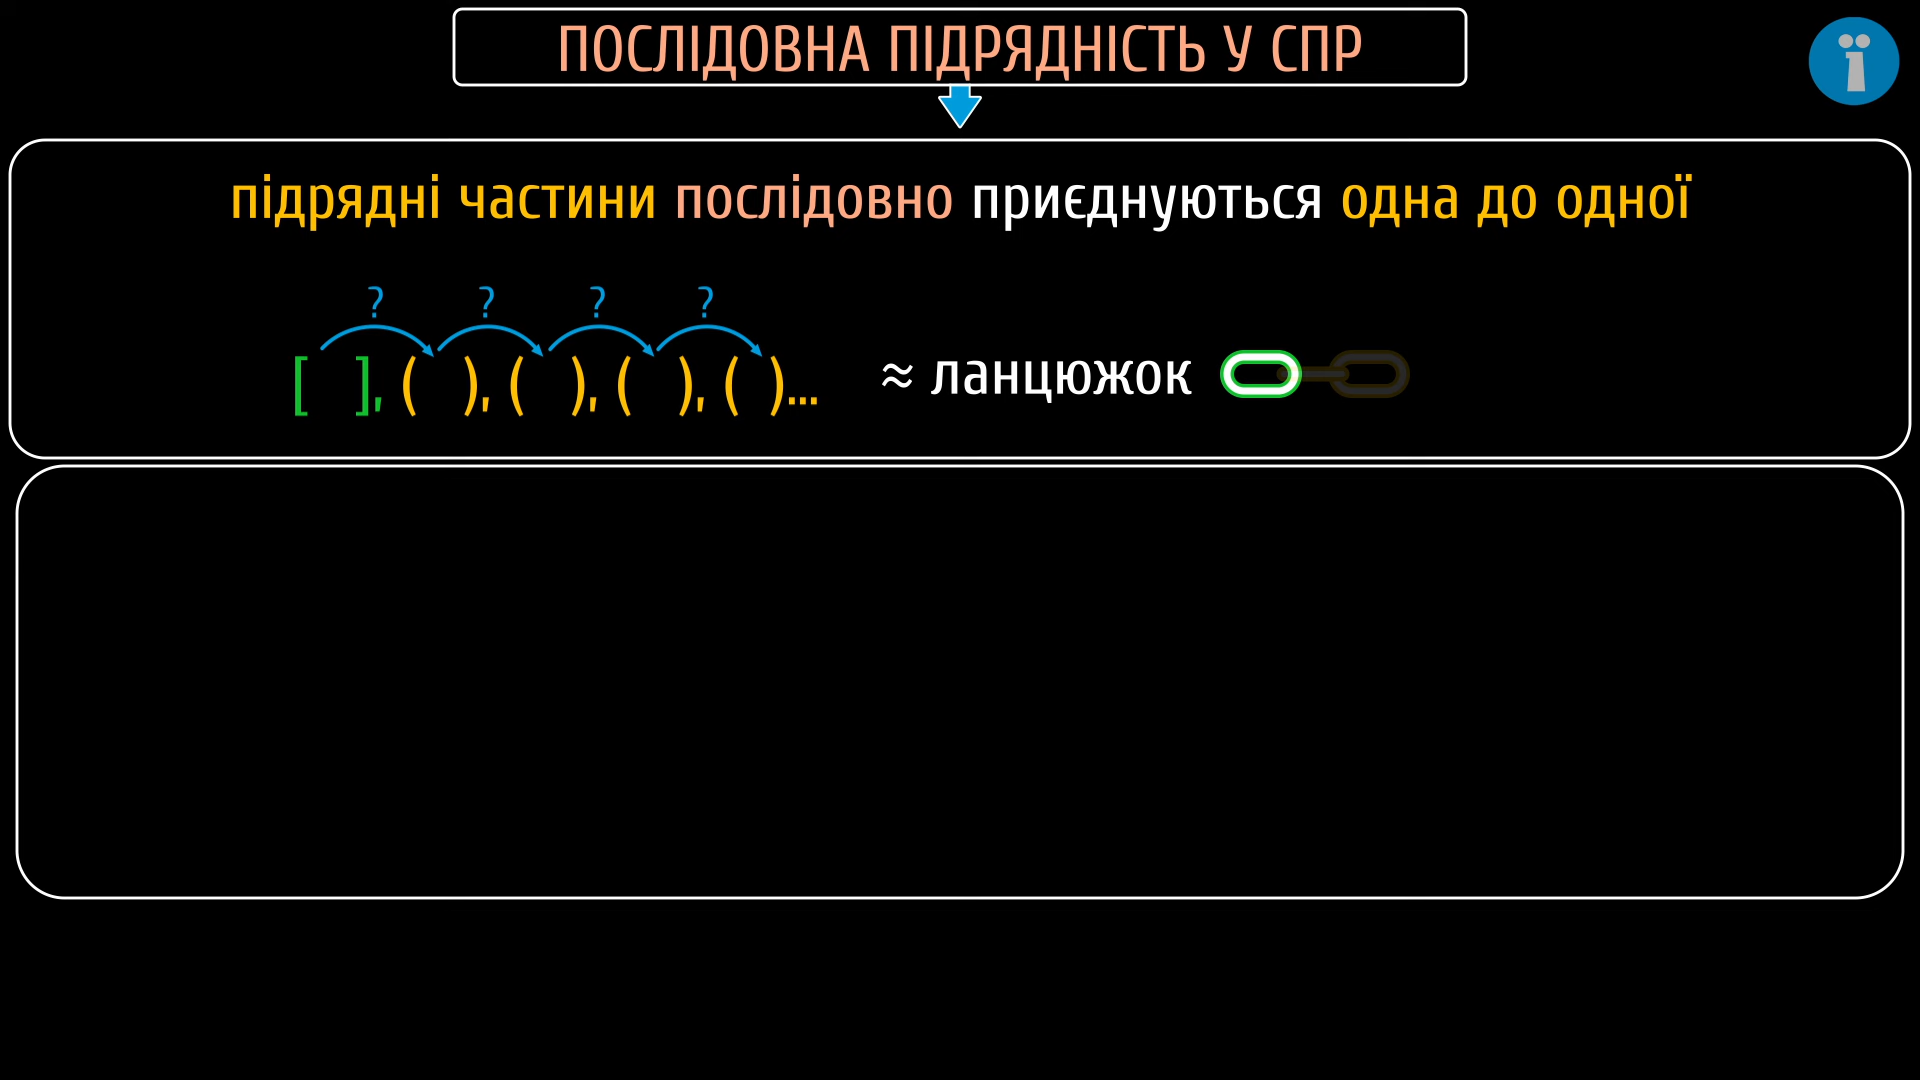 ПОСЛІДОВНА ПІДРЯДНІСТЬ У СПР
ї
підрядні частини послідовно приєднуються одна до одної
? ? ? ?
[ ], ( ), ( ), ( ), ( )...
≈ ланцюжок